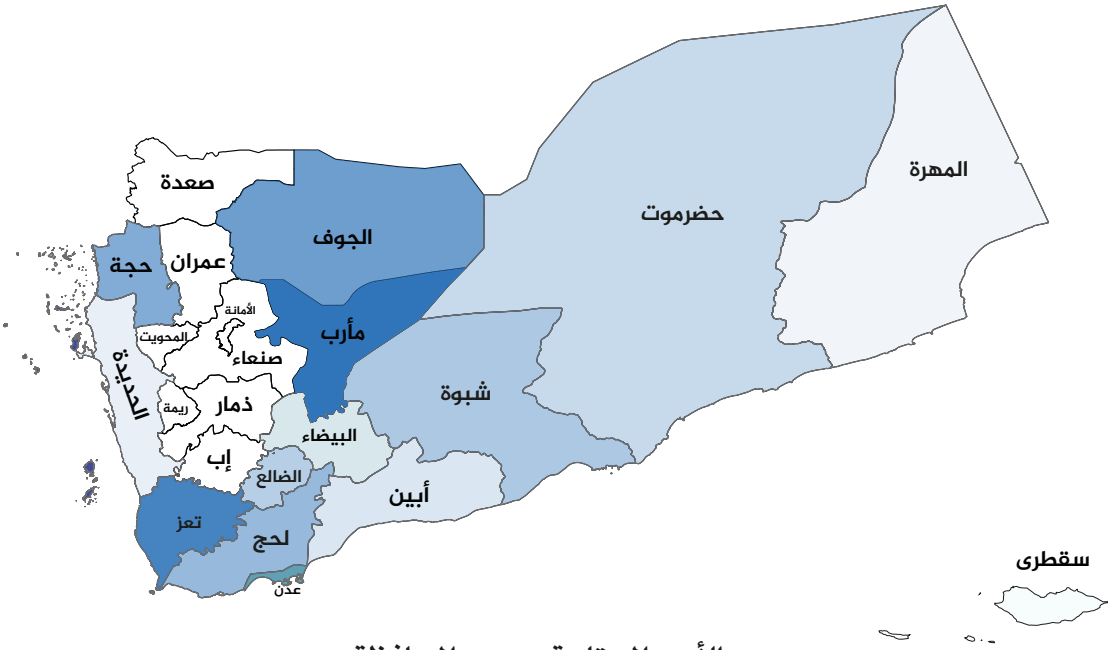 صعدة
المهرة
حضرموت
الجوف
عمران
حجة
الأمانة
مأرب
المحويت
صنعاء
الحديدة
شبوة
ريمة
ذمار
البيضاء
إب
الضالع
أبين
تعز
لحج
سقطرى
عدن